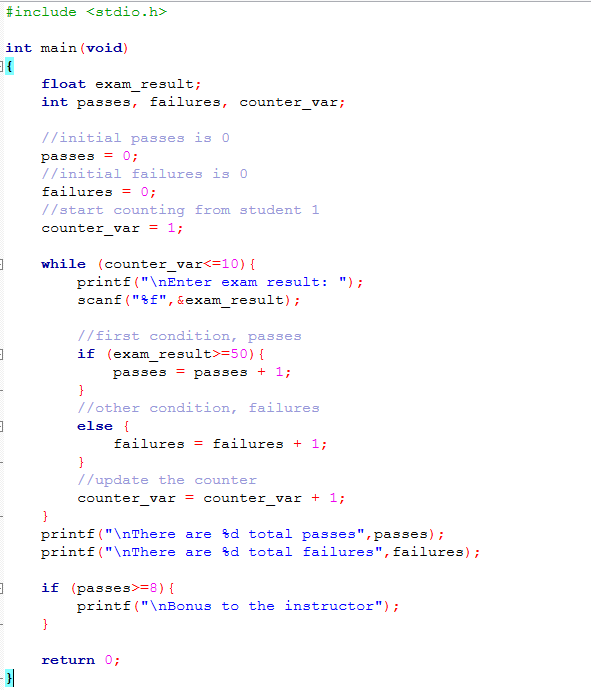 #include <stdio.h>
int main(void)
{
float exam_result;
int passes, failures, counter_var;
//initial passes is 0
passes = 0;
//initial failures is 0
failures = 0;
//start counting from student 1
counter_var = 1;
while (counter_var<=10){
printf("\nEnter exam result: ");
scanf("%f",&exam_result);
//first condition, passes
if (exam_result>=50){
passes = passes + 1;
}
//other condition, failures
else {
failures = failures + 1;
}
//update the counter
counter_var = counter_var + 1;
}
printf("\nThere are %d total passes",passes);
printf("\nThere are %d total failures",failures);
if (passes>=8){
printf("\nBonus to the instructor");
}
return 0;
}